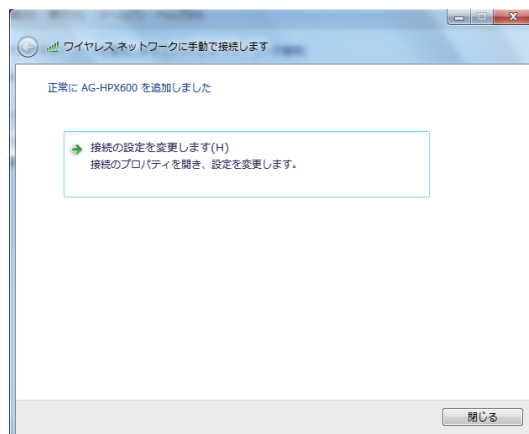 ワイヤレス ネットワークに手動で接続します
正常に AG-HPX600 を追加しました
接続の設定を変更します(H)
接続のプロパティを開き、設定を変更します。
閉じる